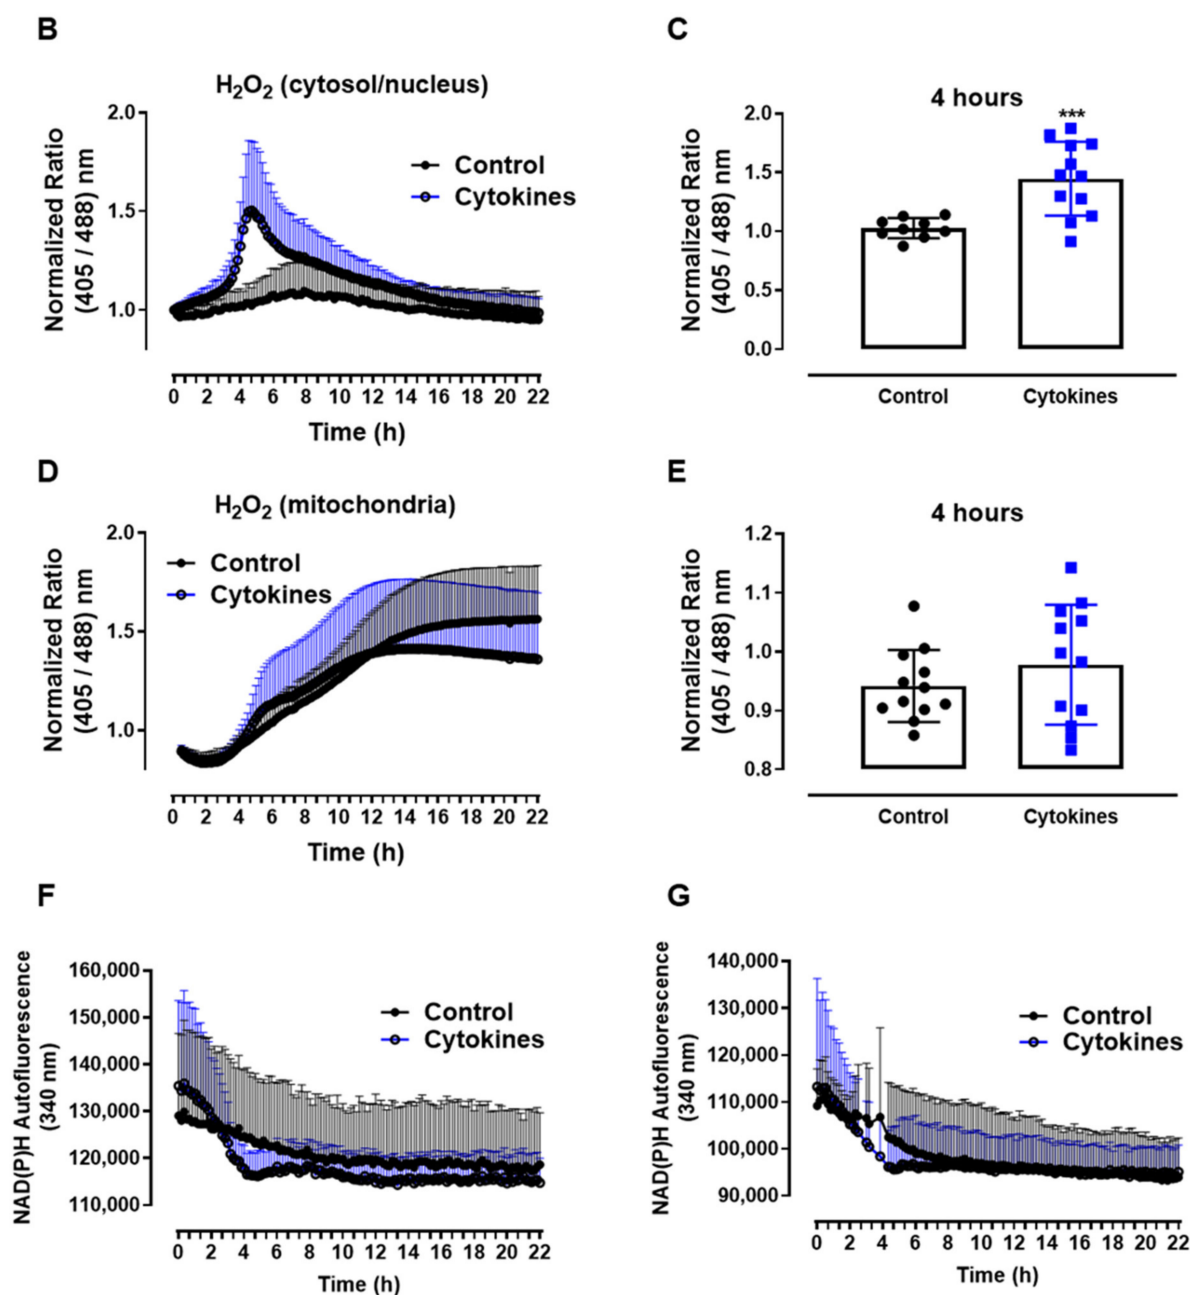 B
H₂O₂ (cytosol/nucleus)
Normalized Ratio
(405 / 488) nm
2.0
1.5
1.0
Control
Cytokines
0 2 4 6 8 10 12 14 16 18 20 22
Time (h)
C
4 hours
Normalized Ratio
(405 / 488) nm
2.0
1.5
1.0
0.5
0.0
***
Control Cytokines
D
H₂O₂ (mitochondria)
Normalized Ratio
(405 / 488) nm
2.0
1.5
1.0
Control
Cytokines
0 2 4 6 8 10 12 14 16 18 20 22
Time (h)
E
4 hours
Normalized Ratio
(405 / 488) nm
1.2
1.1
1.0
0.9
0.8
Control Cytokines
F
NAD(P)H Autofluorescence
(340 nm)
160,000
150,000
140,000
130,000
120,000
110,000
Control
Cytokines
0 2 4 6 8 10 12 14 16 18 20 22
Time (h)
G
NAD(P)H Autofluorescence
(340 nm)
140,000
130,000
120,000
110,000
100,000
90,000
Control
Cytokines
0 2 4 6 8 10 12 14 16 18 20 22
Time (h)